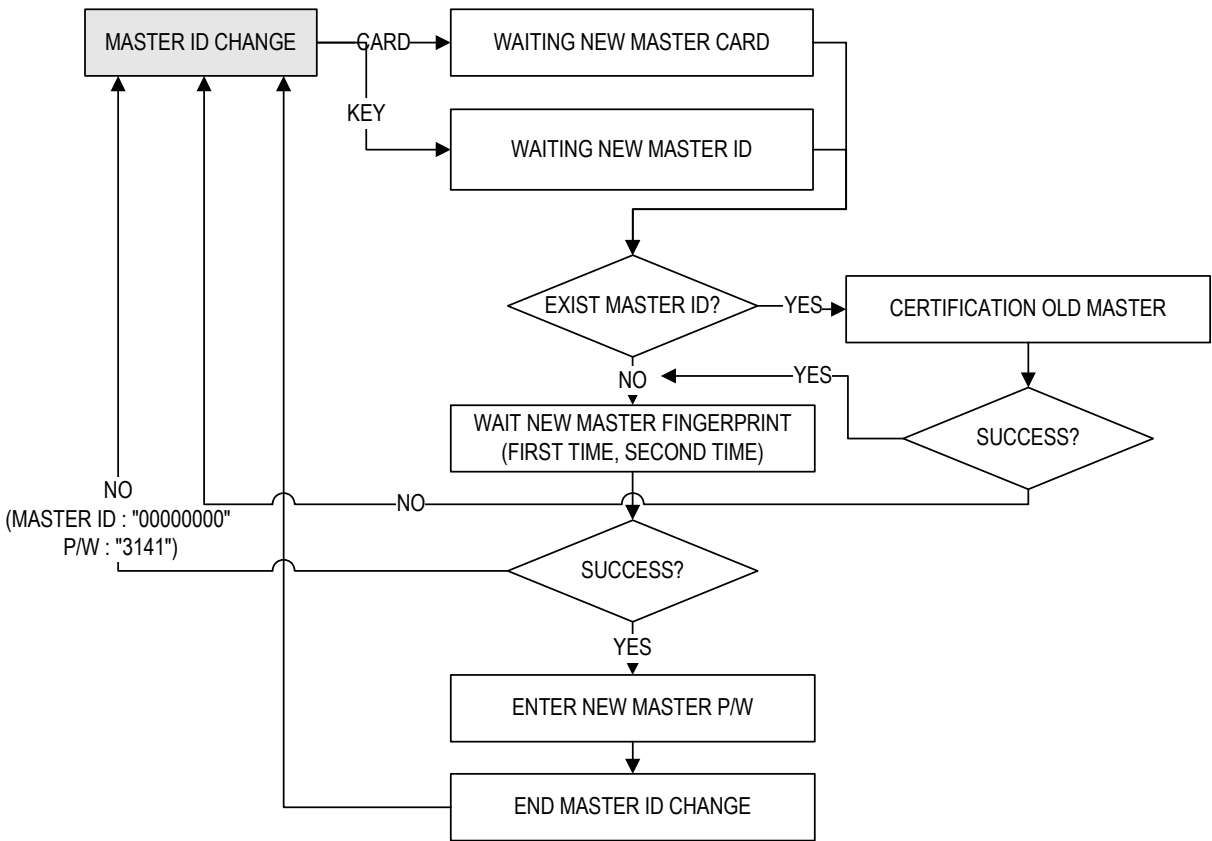 MASTER ID CHANGE
CARD
WAITING NEW MASTER CARD
KEY
WAITING NEW MASTER ID
EXIST MASTER ID?
YES
CERTIFICATION OLD MASTER
NO
YES
WAIT NEW MASTER FINGERPRINT
(FIRST TIME, SECOND TIME)
SUCCESS?
NO
(MASTER ID : "00000000"
P/W : "3141")
NO
SUCCESS?
YES
ENTER NEW MASTER P/W
END MASTER ID CHANGE